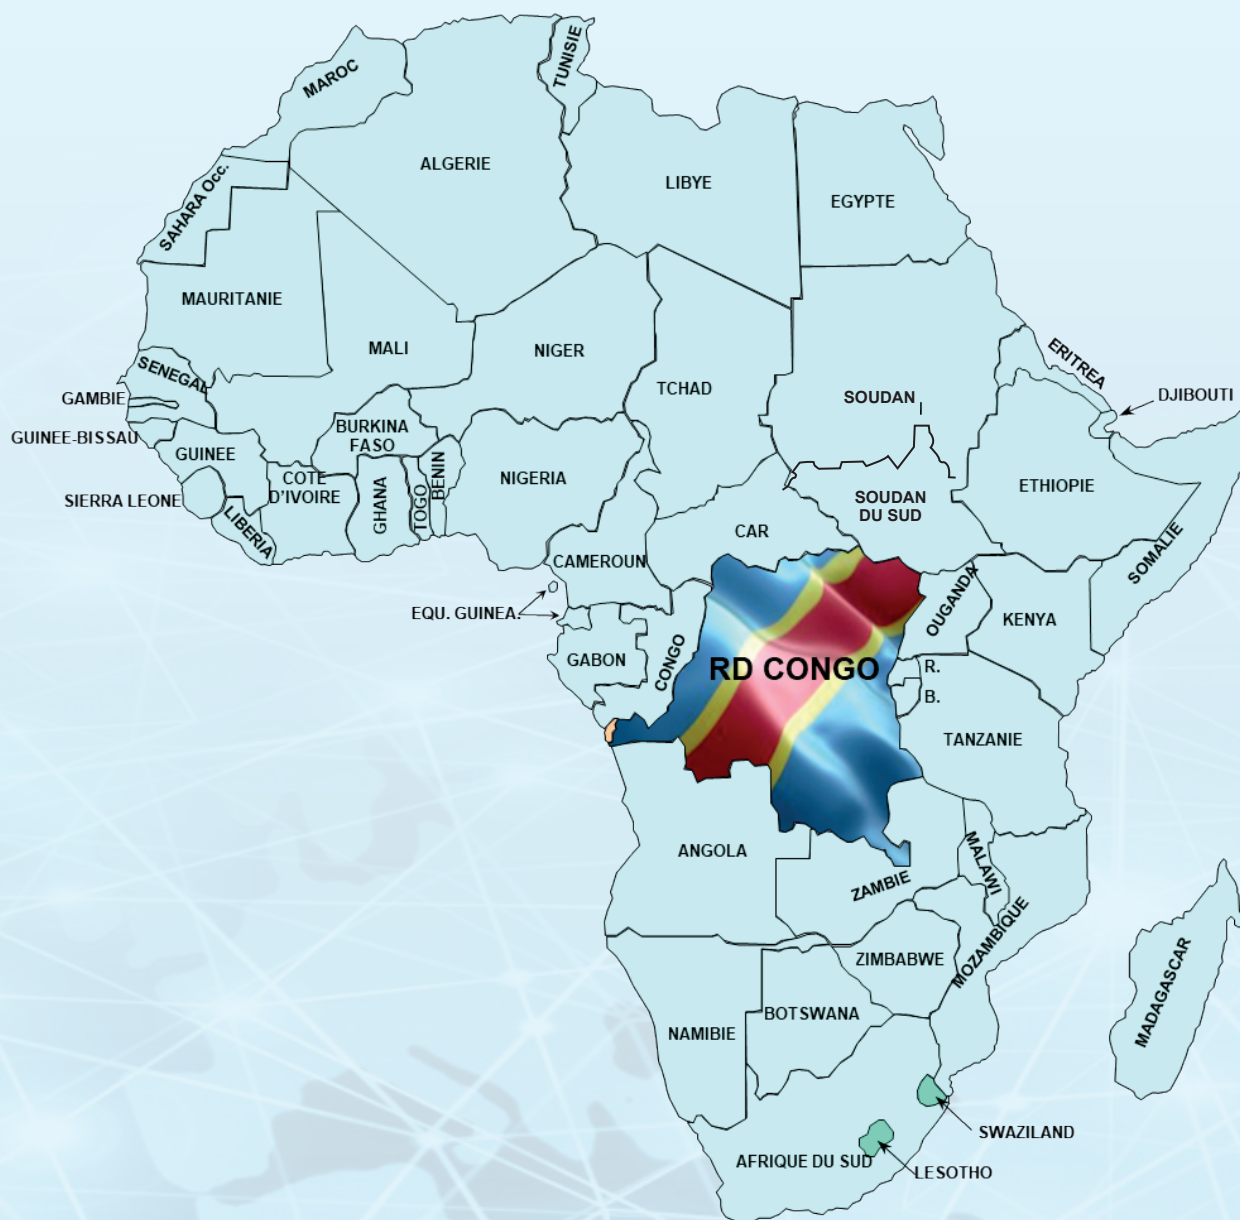 TUNISIE
MAROC
ALGERIE
LIBYE
EGYPTE
SAHARA Occ.
MAURITANIE
MALI
NIGER
TCHAD
SOUDAN
ERITREA
DJIBOUTI
SENEGAL
GAMBIE
GUINEE-BISSAU
GUINEE
SIERRA LEONE
LIBERIA
COTE
D'IVOIRE
BURKINA
FASO
GHANA
TOGO
BENIN
NIGERIA
SOUDAN
DU SUD
ETHIOPIE
SOMALIE
CAR
CAMEROUN
EQU. GUINEA.
GABON
CONGO
RD CONGO
OUGANDA
KENYA
R.
B.
TANZANIE
ANGOLA
ZAMBIE
MALAWI
MOZAMBIQUE
ZIMBABWE
MADAGASCAR
NAMIBIE
BOTSWANA
SWAZILAND
AFRIQUE DU SUD
LESOTHO